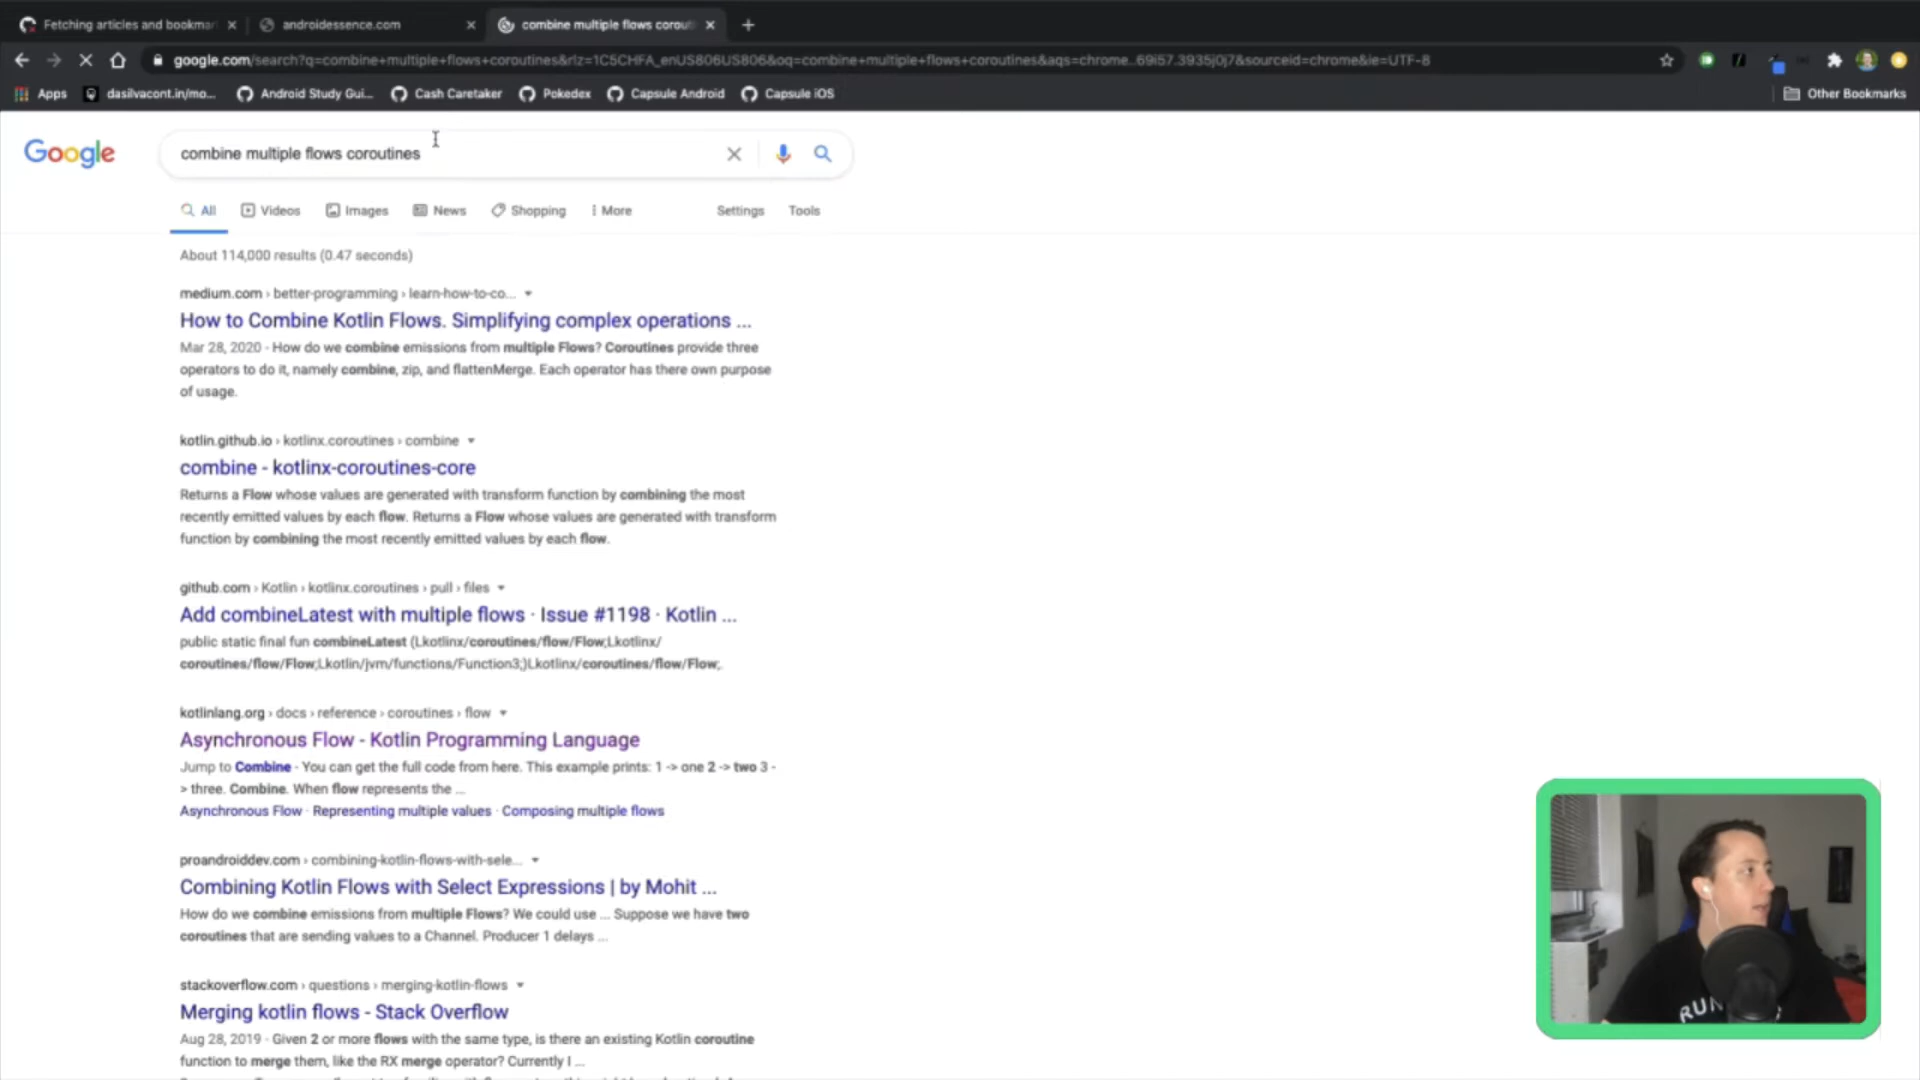 Fetching articles and bookmar
androidessence.com
combine multiple flows corout
google.com/search?q=combine+multiple+flows+coroutines&rlz=1C5CHFA_enUS806US806&oq=combine+multiple+flows+coroutines&aqs=chrome..69i57.3935j0j7&sourceid=chrome&ie=UTF-8
Apps
dasilvacont.in/mo...
Android Study Gui...
Cash Caretaker
Pokedex
Capsule Android
Capsule iOS
Other Bookmarks
Google
combine multiple flows coroutines
All
Videos
Images
News
Shopping
More
Settings
Tools
About 114,000 results (0.47 seconds)
medium.com › better-programming › learn-how-to-co...
How to Combine Kotlin Flows. Simplifying complex operations ...
Mar 28, 2020 - How do we combine emissions from multiple Flows? Coroutines provide three
operators to do it, namely combine, zip, and flattenMerge. Each operator has there own purpose
of usage.
kotlin.github.io › kotlinx.coroutines › combine
combine - kotlinx-coroutines-core
Returns a Flow whose values are generated with transform function by combining the most
recently emitted values by each flow. Returns a Flow whose values are generated with transform
function by combining the most recently emitted values by each flow.
github.com › Kotlin › kotlinx.coroutines › pull › files
Add combineLatest with multiple flows · Issue #1198 · Kotlin ...
public static final fun combineLatest (Lkotlinx/coroutines/flow/Flow;Lkotlinx/
coroutines/flow/Flow;Lkotlin/jvm/functions/Function3;)Lkotlinx/coroutines/flow/Flow;.
kotlinlang.org › docs › reference › coroutines › flow
Asynchronous Flow - Kotlin Programming Language
Jump to Combine - You can get the full code from here. This example prints: 1 -> one 2 -> two 3 -
> three. Combine. When flow represents the ...
Asynchronous Flow · Representing multiple values · Composing multiple flows
proandroiddev.com › combining-kotlin-flows-with-sele...
Combining Kotlin Flows with Select Expressions | by Mohit ...
How do we combine emissions from multiple Flows? We could use ... Suppose we have two
coroutines that are sending values to a Channel. Producer 1 delays ...
stackoverflow.com › questions › merging-kotlin-flows
Merging kotlin flows - Stack Overflow
Aug 28, 2019 - Given 2 or more flows with the same type, is there an existing Kotlin coroutine
function to merge them, like the RX merge operator? Currently I ...
RUN